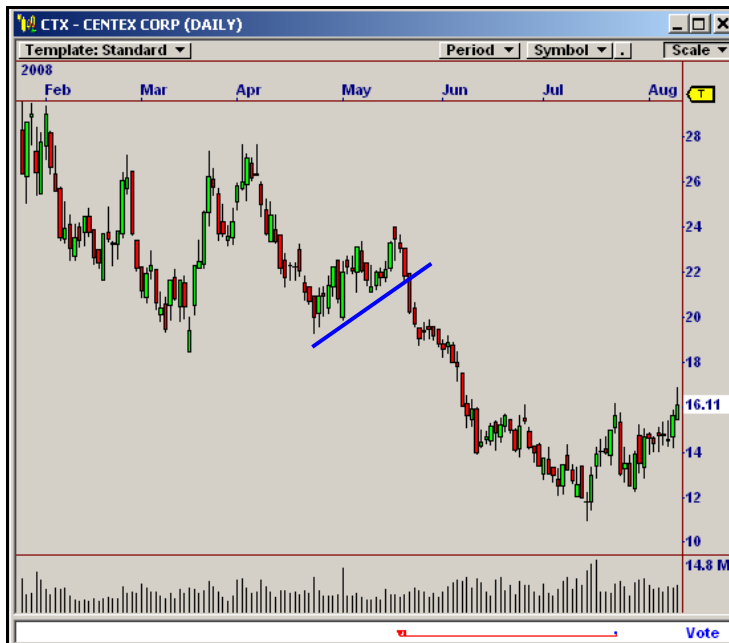 CTX - CENTEX CORP (DAILY)
Template: Standard Period Symbol . Scale
2008
Feb Mar Apr May Jun Jul Aug
T
28
26
24
22
20
18
16.11
14
12
10
14.8 M
Vote